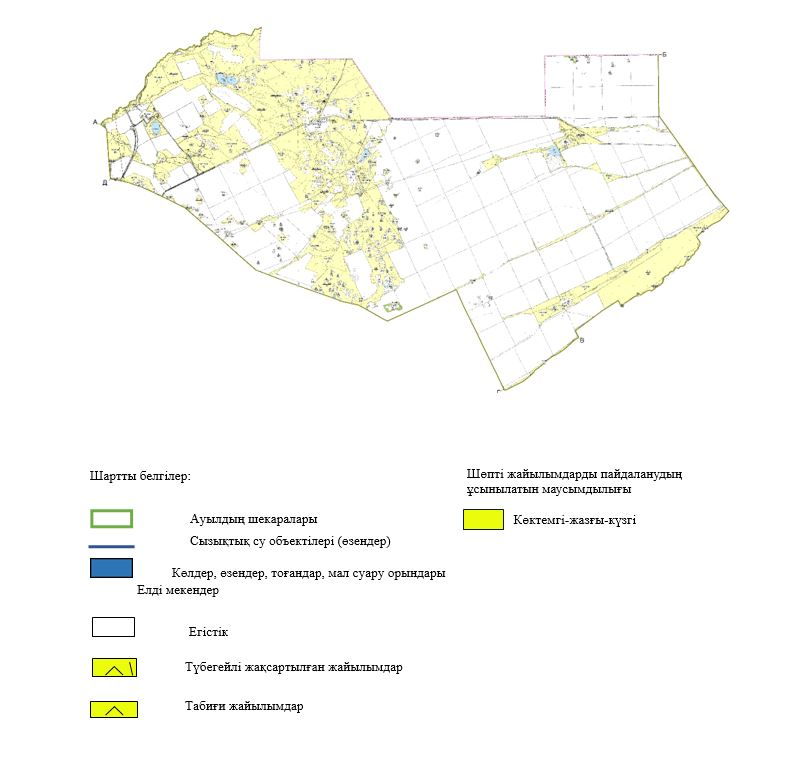 Б
А
Д
В
Г
Шартты белгілер:
Ауылдың шекаралары
Сызықтық су объектілері (өзендер)
Көлдер, өзендер, тоғандар, мал суару орындары
Елді мекендер
Егістік
Түбегейлі жақсартылған жайылымдар
Табиғи жайылымдар
Шөпті жайылымдарды пайдаланудың
ұсынылатын маусымдылығы
Көктемгі-жазғы-күзгі